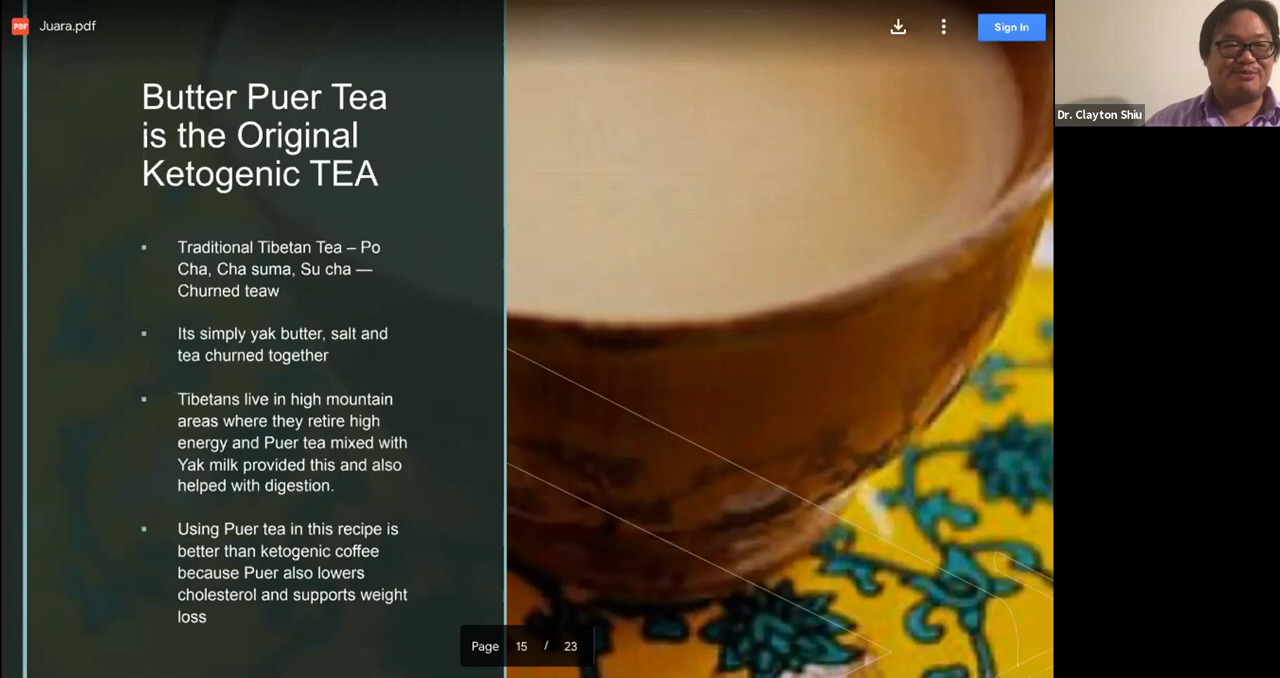 PDF
Juara.pdf
Sign In
Butter Puer Tea
is the Original
Ketogenic TEA
Traditional Tibetan Tea – Po
Cha, Cha suma, Su cha —
Churned teaw
Its simply yak butter, salt and
tea churned together
Tibetans live in high mountain
areas where they retire high
energy and Puer tea mixed with
Yak milk provided this and also
helped with digestion.
Using Puer tea in this recipe is
better than ketogenic coffee
because Puer also lowers
cholesterol and supports weight
loss
Page 15 / 23
Dr. Clayton Shiu